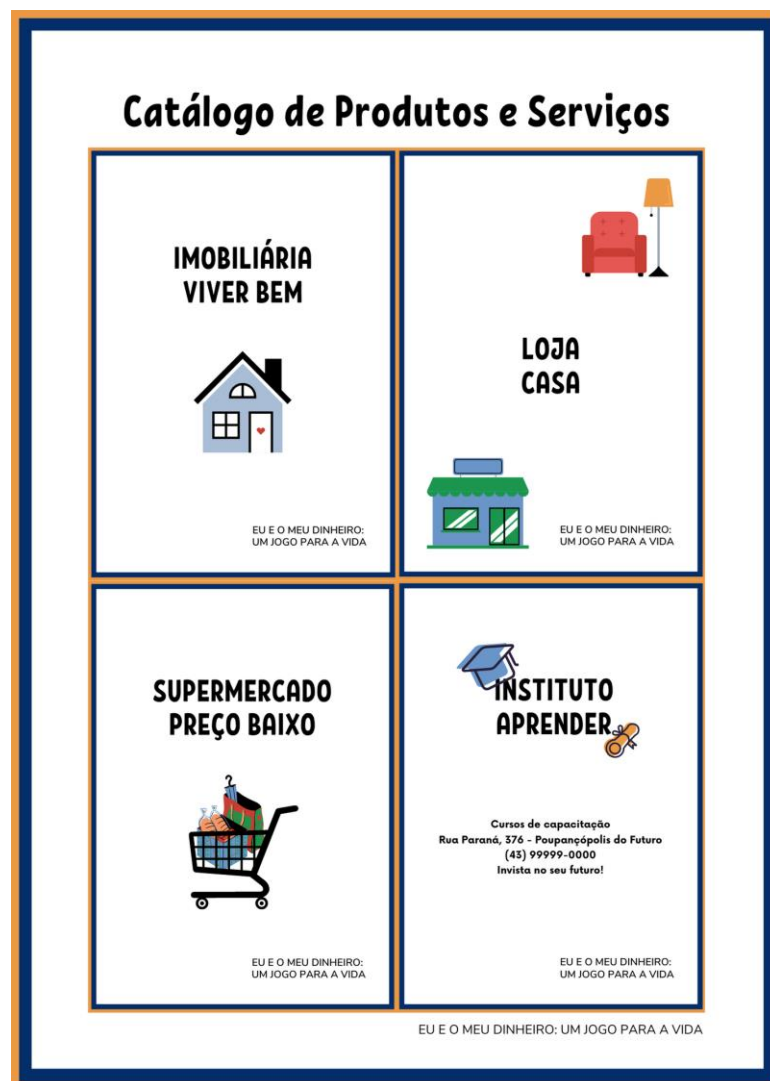 Catálogo de Produtos e Serviços
IMOBILIÁRIA
VIVER BEM
EU E O MEU DINHEIRO:
UM JOGO PARA A VIDA
LOJA
CASA
EU E O MEU DINHEIRO:
UM JOGO PARA A VIDA
SUPERMERCADO
PREÇO BAIXO
EU E O MEU DINHEIRO:
UM JOGO PARA A VIDA
INSTITUTO
APRENDER
Cursos de capacitação
Rua Paraná, 376 - Poupançópolis do Futuro
(43) 99999-0000
Invista no seu futuro!
EU E O MEU DINHEIRO:
UM JOGO PARA A VIDA
EU E O MEU DINHEIRO: UM JOGO PARA A VIDA